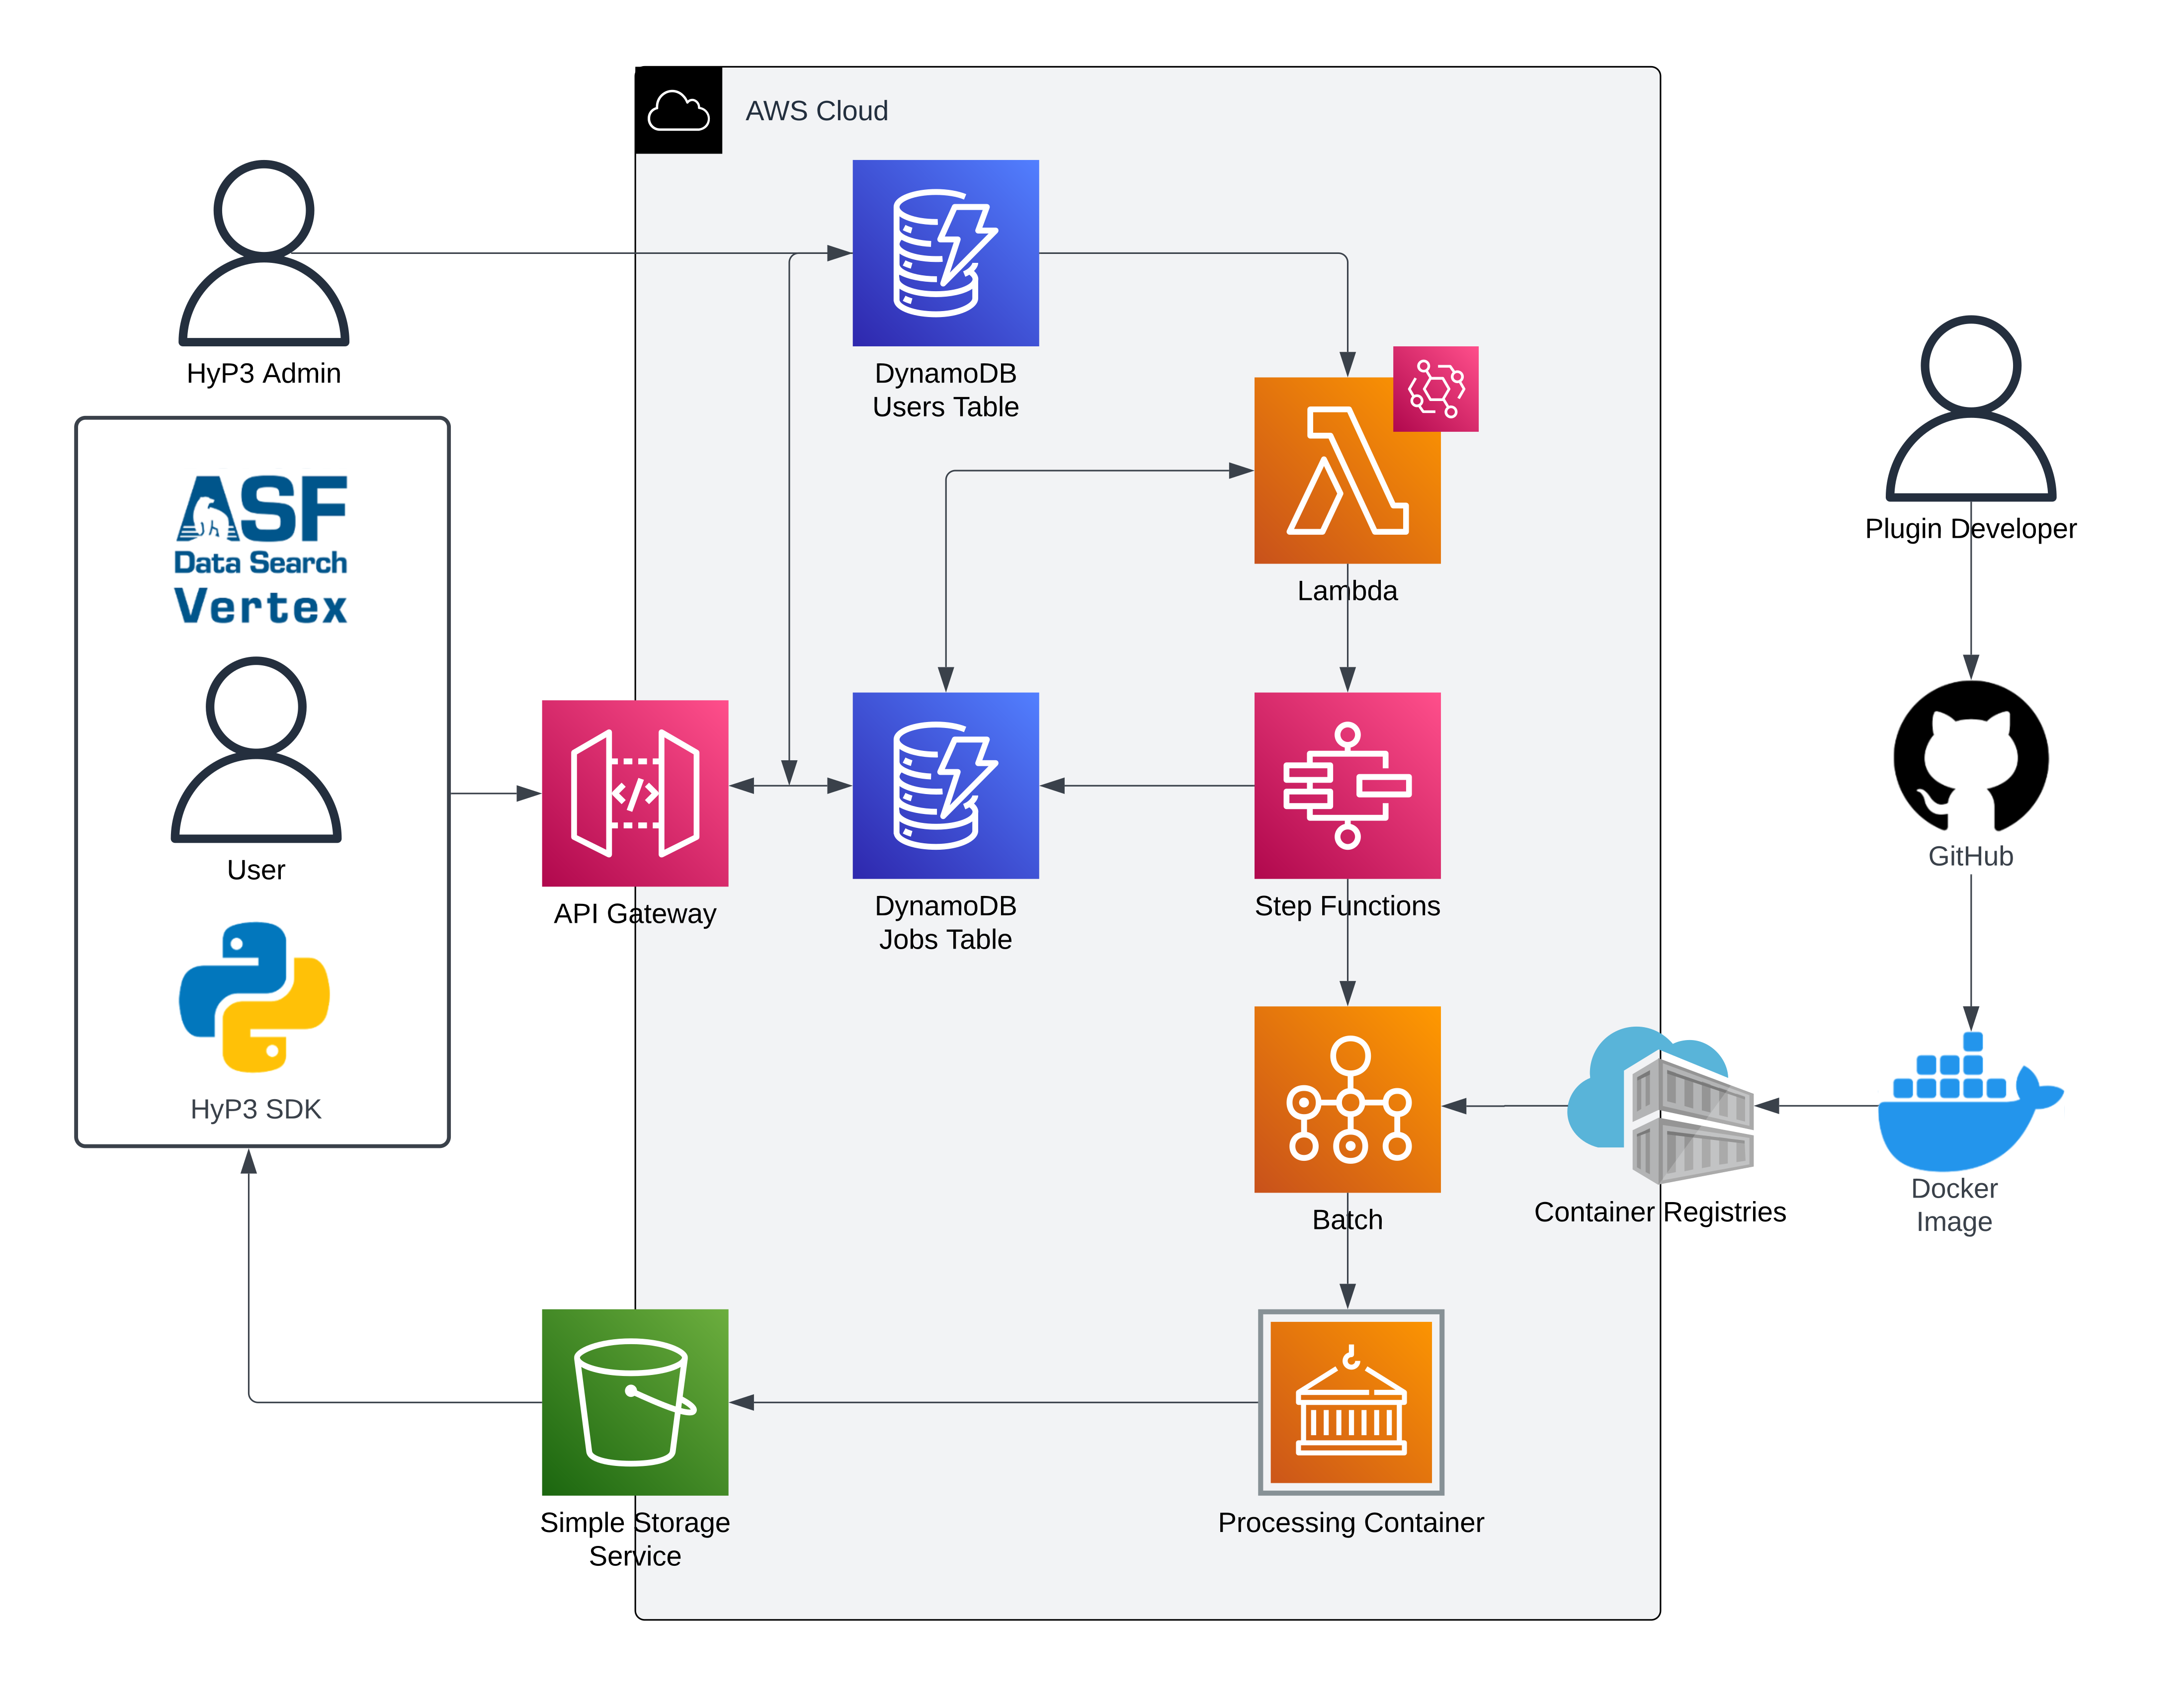 AWS Cloud
HyP3 Admin
DynamoDB
Users Table
ASF
Data Search
Vertex
Lambda
Plugin Developer
User
API Gateway
DynamoDB
Jobs Table
Step Functions
GitHub
HyP3 SDK
Batch
Container Registries
Docker
Image
Simple Storage
Service
Processing Container